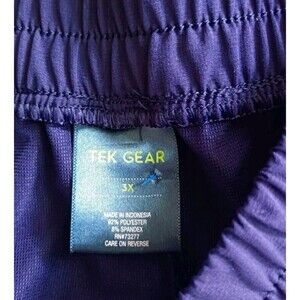 TEK GEAR
3X
MADE IN INDONESIA
92% POLYESTER
8% SPANDEX
RN#73277
CARE ON REVERSE